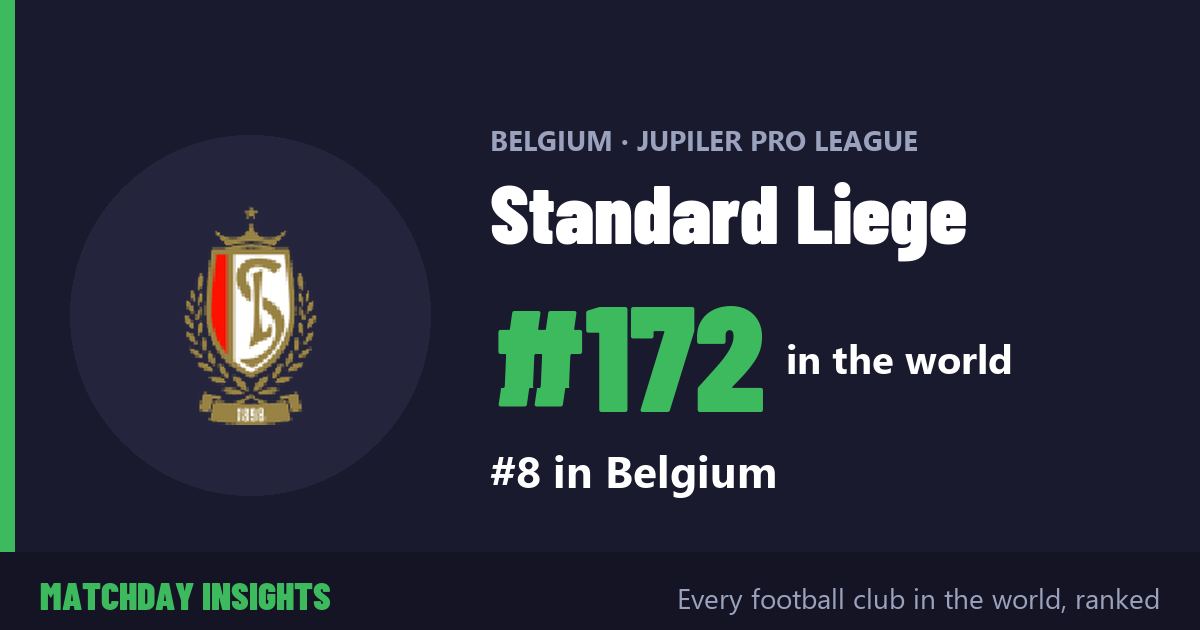 BELGIUM · JUPILER PRO LEAGUE
Standard Liege
#172 in the world
#8 in Belgium
1898
MATCHDAY INSIGHTS
Every football club in the world, ranked